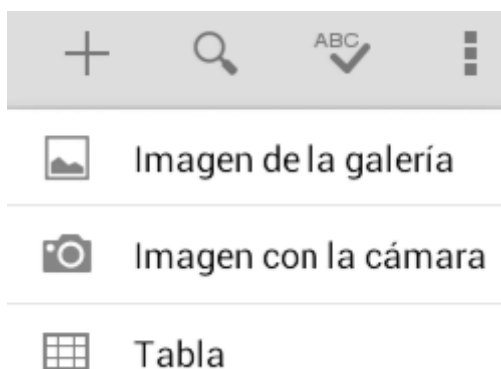 ABC
Imagen de la galería
Imagen con la cámara
Tabla